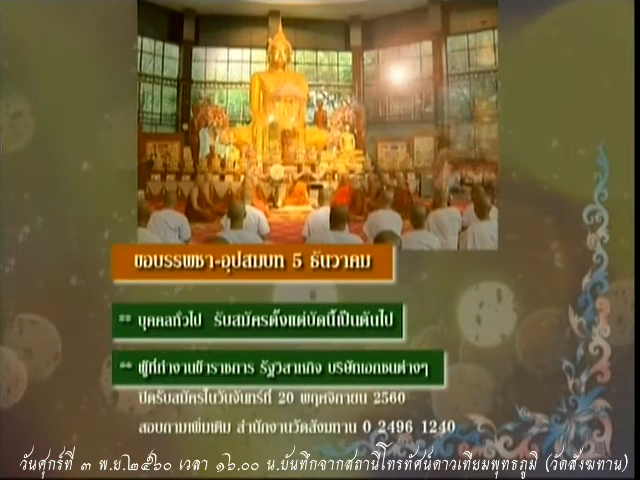 ขอบรรพชา-อุปสมบท 5 ธันวาคม
** บุคคลทั่วไป รับสมัครตั้งแต่บัดนี้เป็นต้นไป
** ผู้ที่ทำงานข้าราชการ รัฐวิสาหกิจ บริษัทเอกชนต่างๆ
ปิดรับสมัครในวันจันทร์ที่ 20 พฤศจิกายน 2560
สอบถามเพิ่มเติม สำนักงานวัดสังฆทาน 0 2496 1240
วันศุกร์ที่ ๓ พ.ย.๒๕๖๐ เวลา ๑๖.๐๐ น.บันทึกจากสถานีโทรทัศน์ดาวเทียมพุทธภูมิ (วัดสังฆทาน)